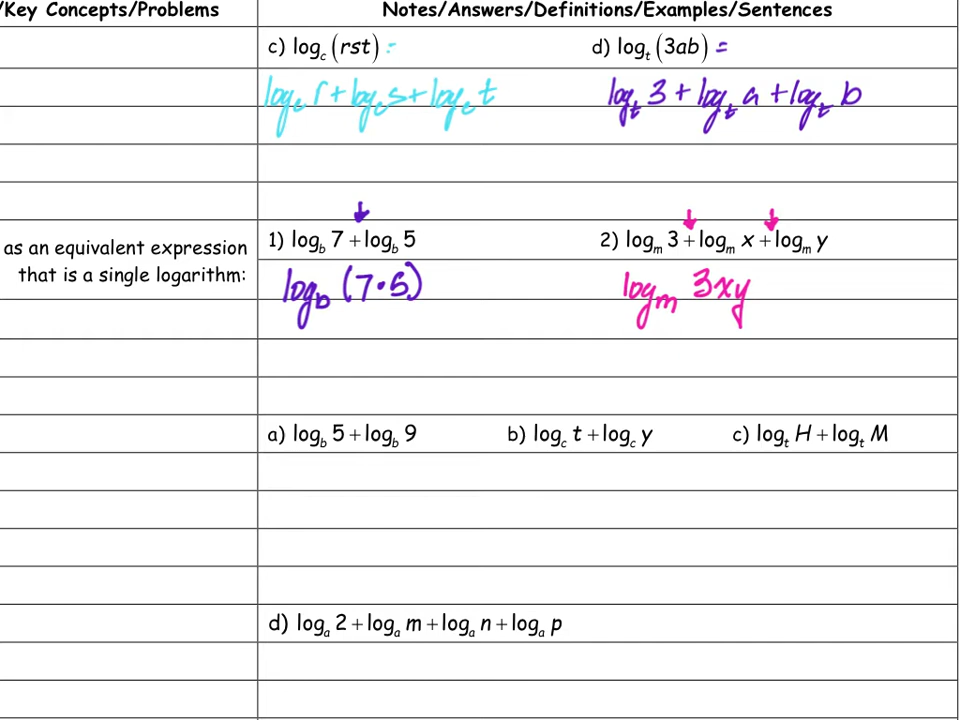 /Key Concepts/Problems Notes/Answers/Definitions/Examples/Sentences
c) log_c (rst) = d) log_t (3ab) =
log_c r + log_c s + log_c t log_t 3 + log_t a + log_t b
as an equivalent expression 1) log_b 7 + log_b 5 2) log_m 3 + log_m x + log_m y
that is a single logarithm:
log_b (7•5) log_m 3xy
a) log_b 5 + log_b 9 b) log_c t + log_c y c) log_t H + log_t M
d) log_a 2 + log_a m + log_a n + log_a p